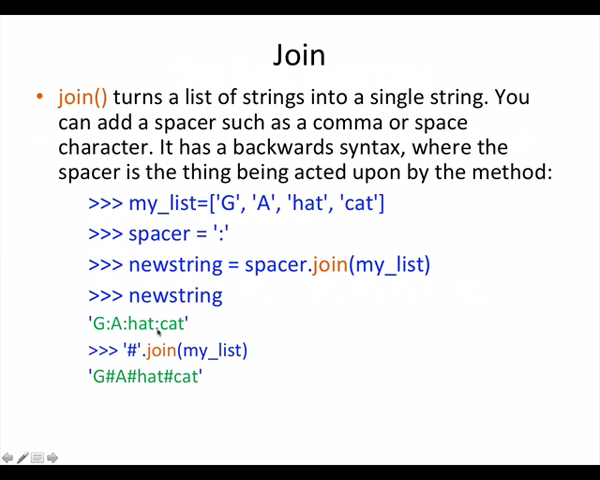 Join
• join() turns a list of strings into a single string. You
can add a spacer such as a comma or space
character. It has a backwards syntax, where the
spacer is the thing being acted upon by the method:
>>> my_list=['G', 'A', 'hat', 'cat']
>>> spacer = ':'
>>> newstring = spacer.join(my_list)
>>> newstring
'G:A:hat:cat'
>>> '#'.join(my_list)
'G#A#hat#cat'